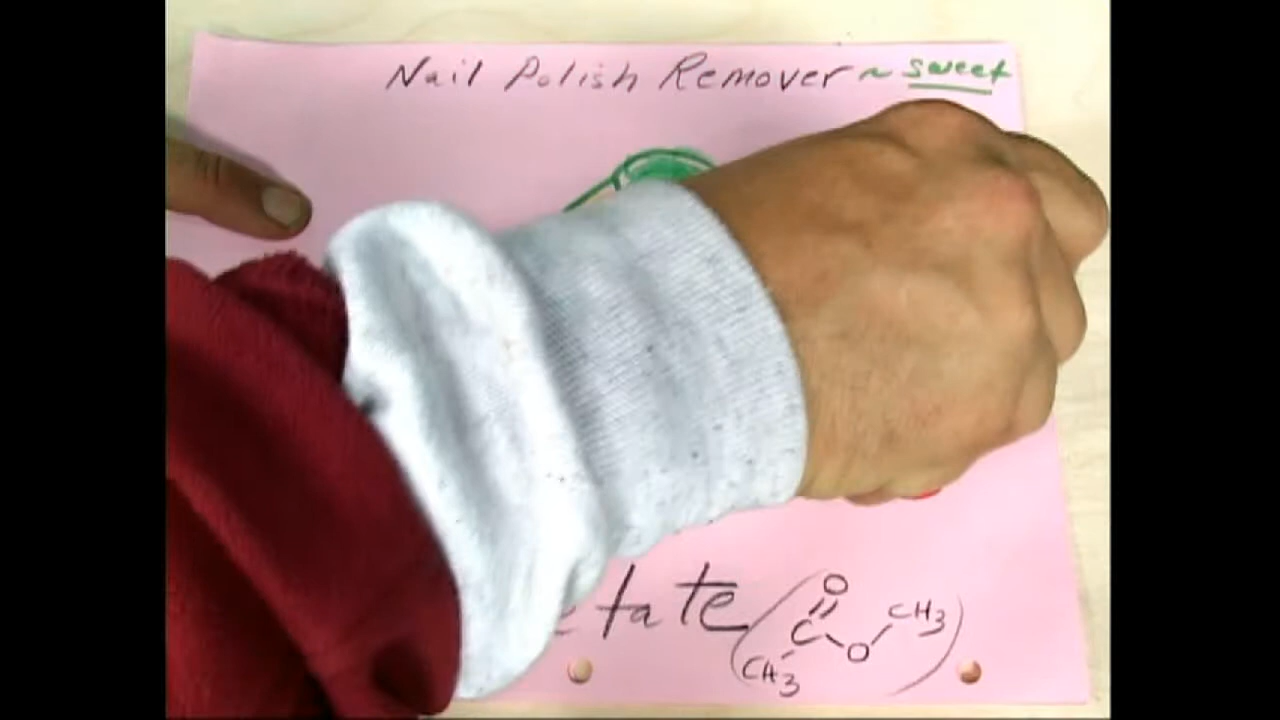 Nail Polish Remover ~ sweet
etate
O
C CH3
O
CH3